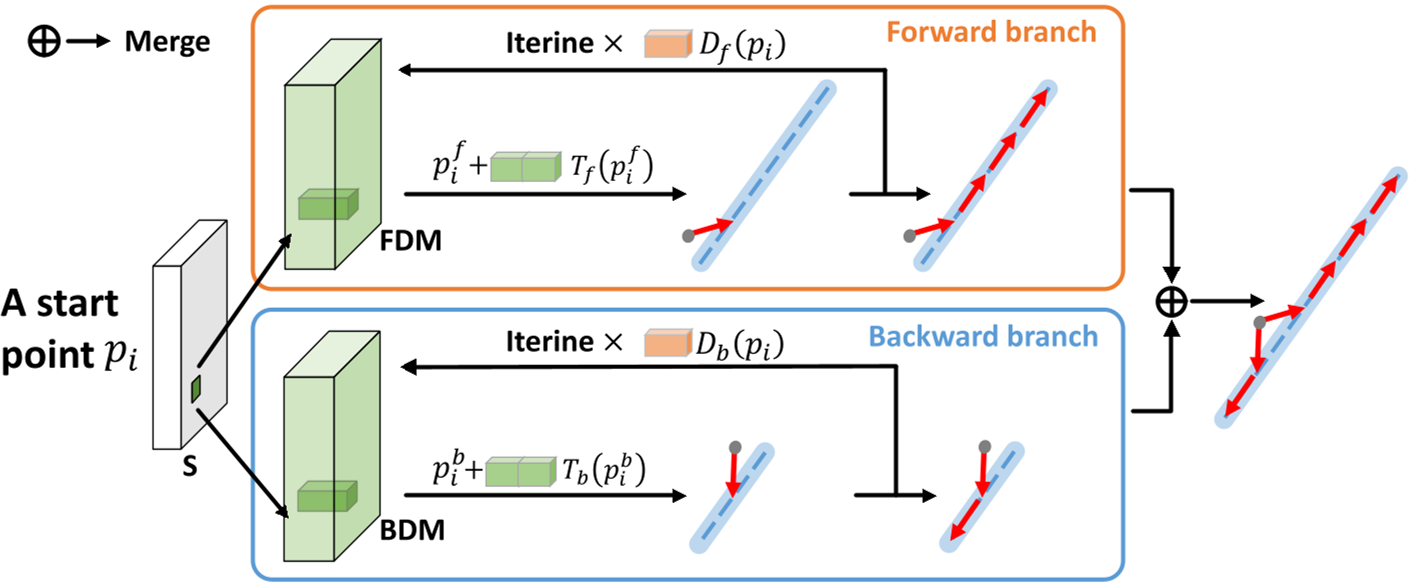 ⊕→ Merge
Forward branch
Iterine × D_f(p_i)
p_i^f+ T_f(p_i^f)
FDM
A start
point p_i
S
Backward branch
Iterine × D_b(p_i)
p_i^b+ T_b(p_i^b)
BDM
⊕